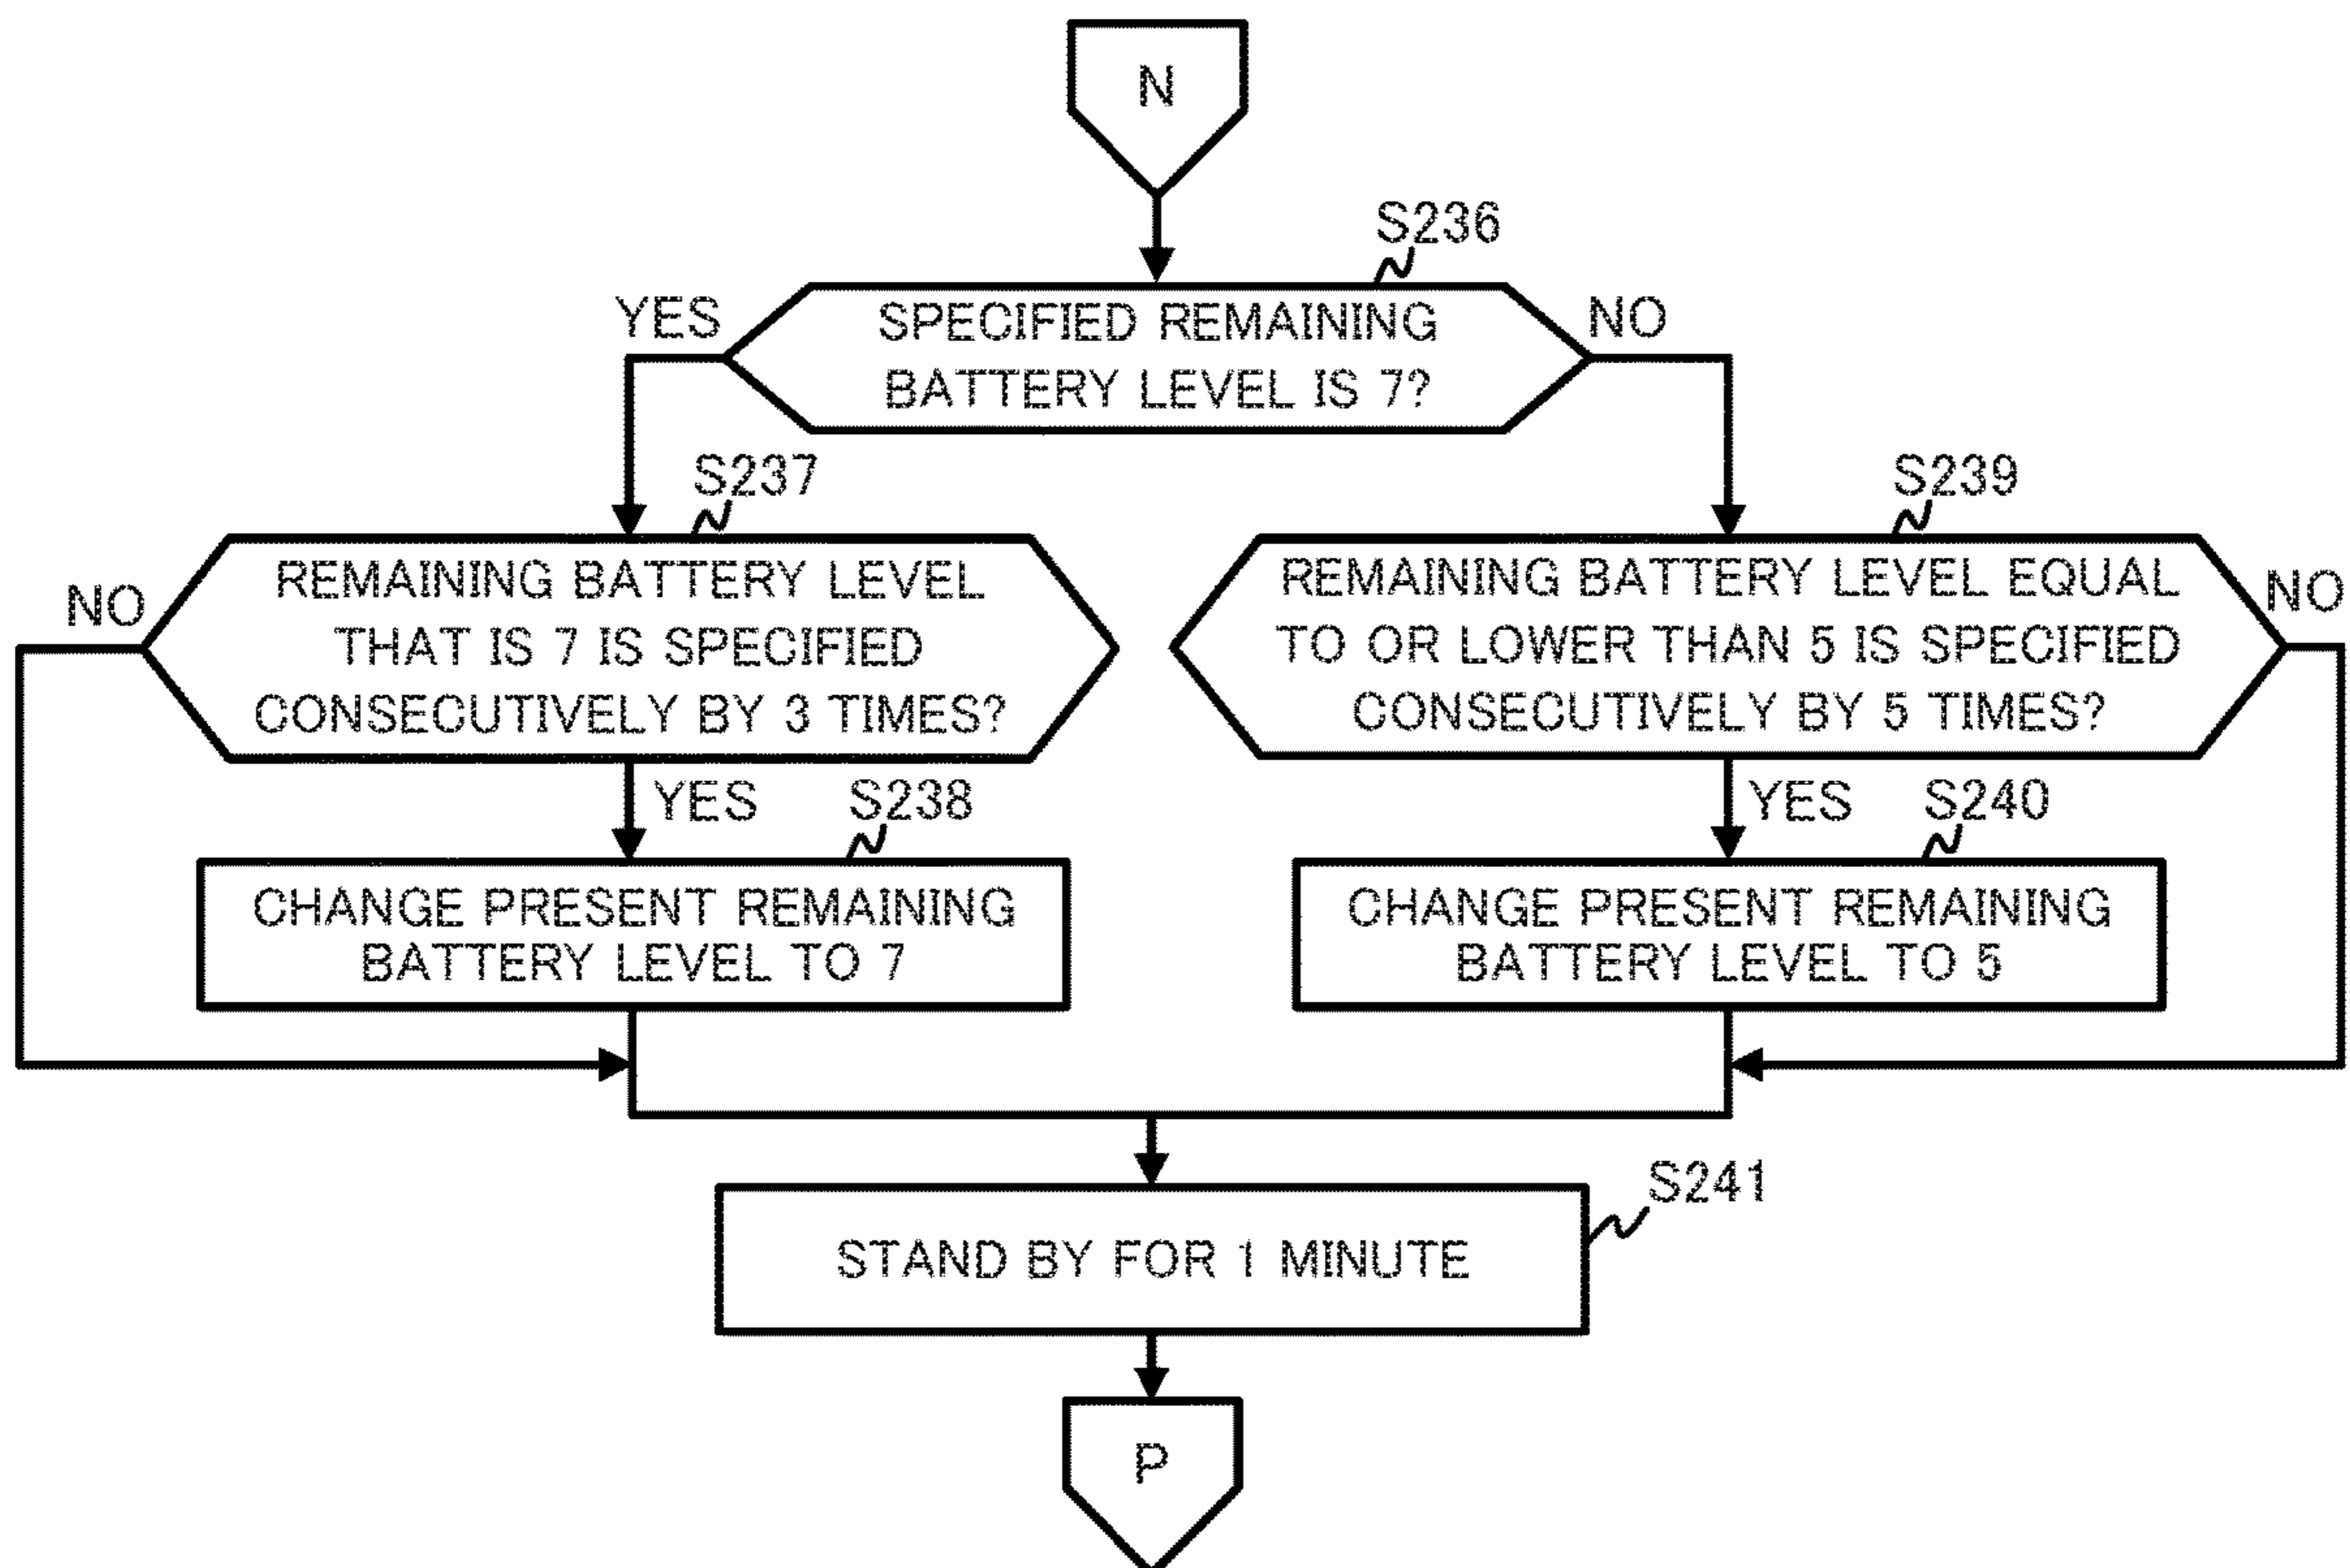 N
S236
YES
SPECIFIED REMAINING
BATTERY LEVEL IS 7?
NO
S237
NO
REMAINING BATTERY LEVEL
THAT IS 7 IS SPECIFIED
CONSECUTIVELY BY 3 TIMES?
S239
REMAINING BATTERY LEVEL EQUAL
TO OR LOWER THAN 5 IS SPECIFIED
CONSECUTIVELY BY 5 TIMES?
NO
YES
S238
CHANGE PRESENT REMAINING
BATTERY LEVEL TO 7
YES
S240
CHANGE PRESENT REMAINING
BATTERY LEVEL TO 5
S241
STAND BY FOR 1 MINUTE
P